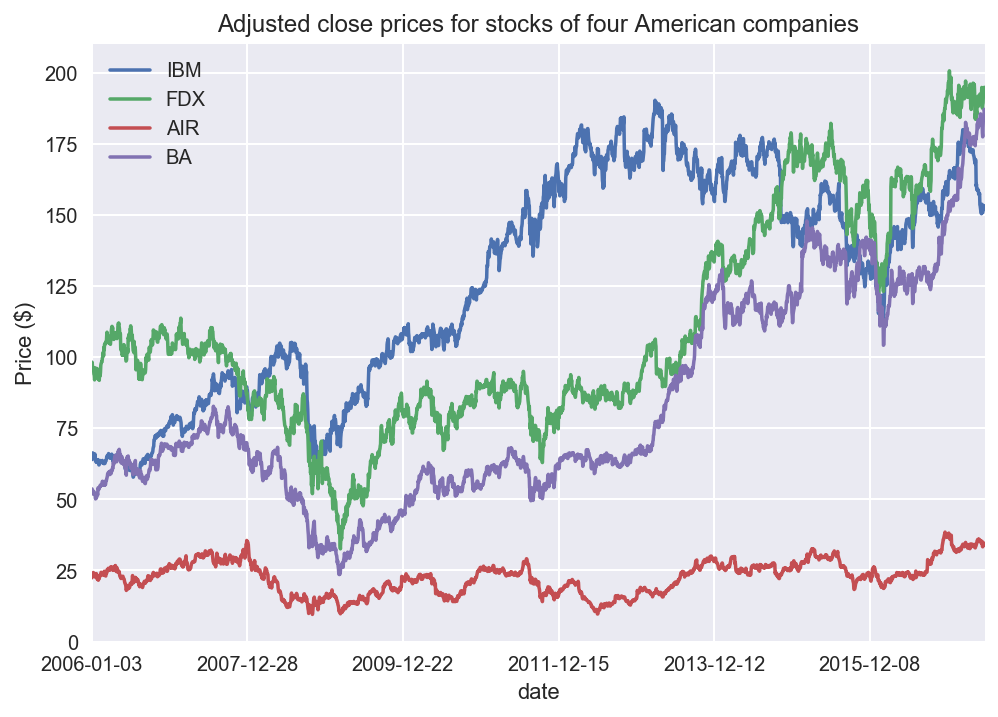 Adjusted close prices for stocks of four American companies
IBM
FDX
AIR
BA
200
175
150
125
100
75
50
25
0
Price ($)
2006-01-03 2007-12-28 2009-12-22 2011-12-15 2013-12-12 2015-12-08
date